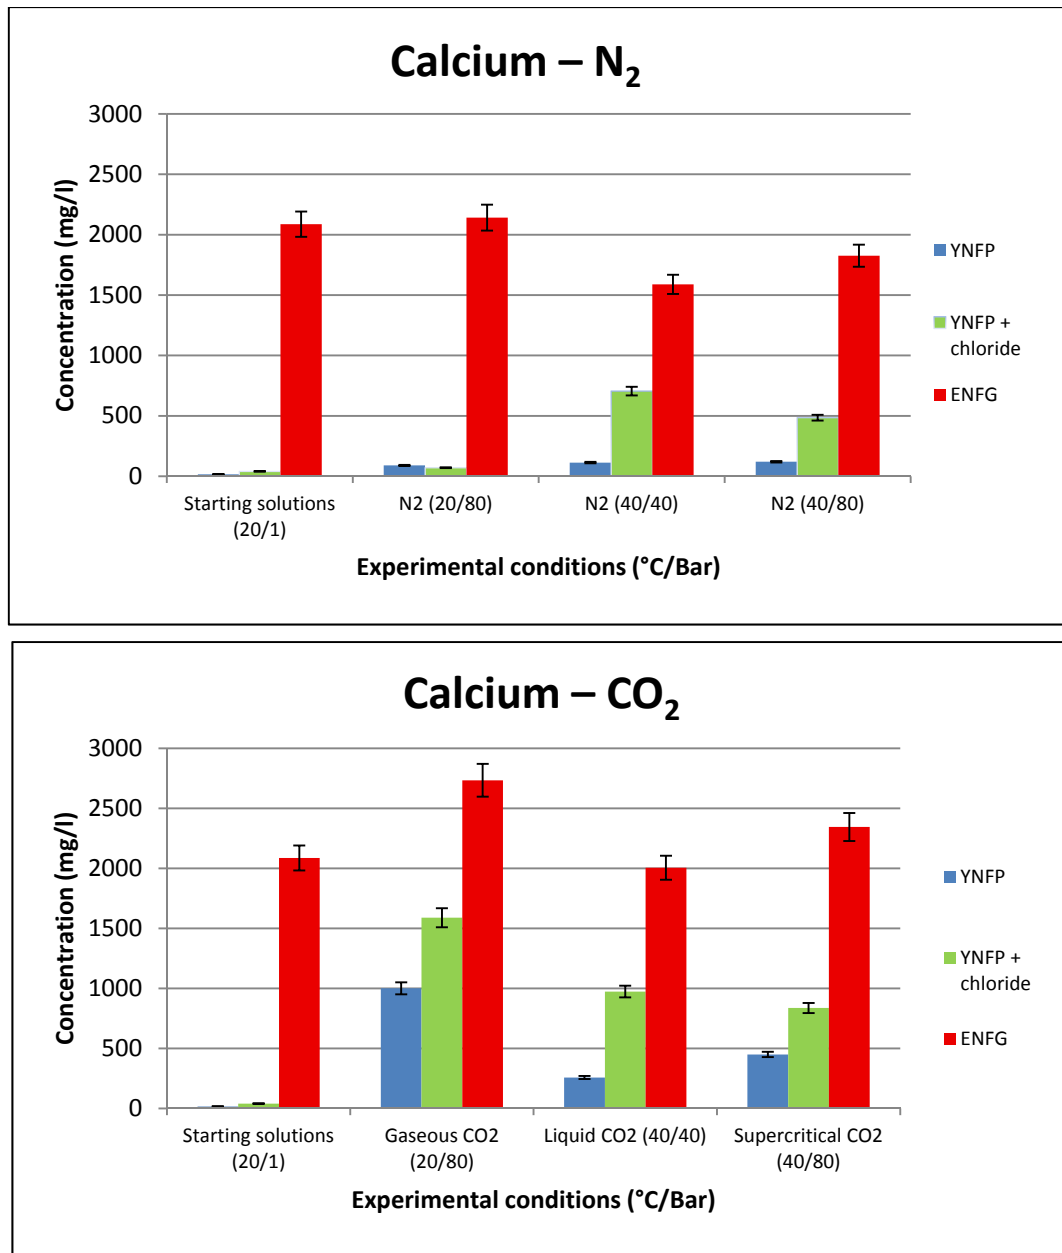 Calcium – N₂
3000
2500
2000
1500
1000
500
0
Concentration (mg/l)
Starting solutions
(20/1)
N2 (20/80)
N2 (40/40)
N2 (40/80)
Experimental conditions (°C/Bar)
YNFP
YNFP +
chloride
ENFG
Calcium – CO₂
3000
2500
2000
1500
1000
500
0
Concentration (mg/l)
Starting solutions
(20/1)
Gaseous CO2
(20/80)
Liquid CO2 (40/40)
Supercritical CO2
(40/80)
Experimental conditions (°C/Bar)
YNFP
YNFP +
chloride
ENFG